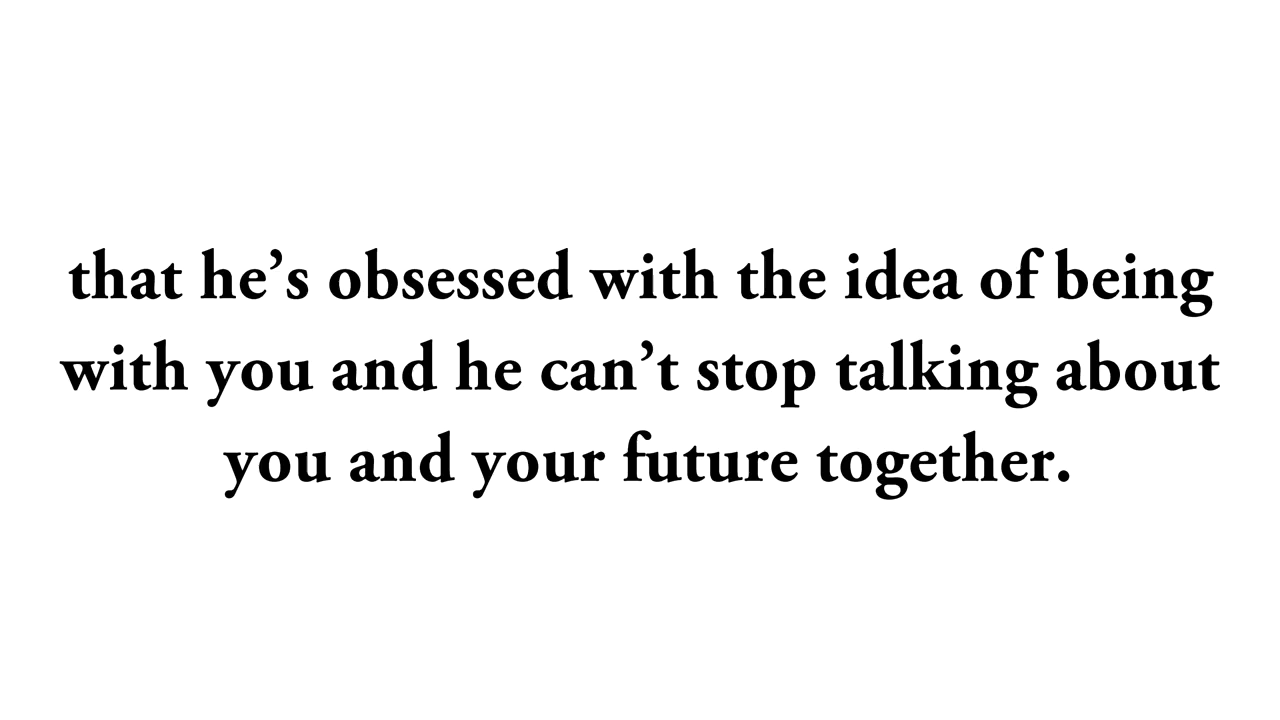 that he’s obsessed with the idea of being
with you and he can’t stop talking about
you and your future together.